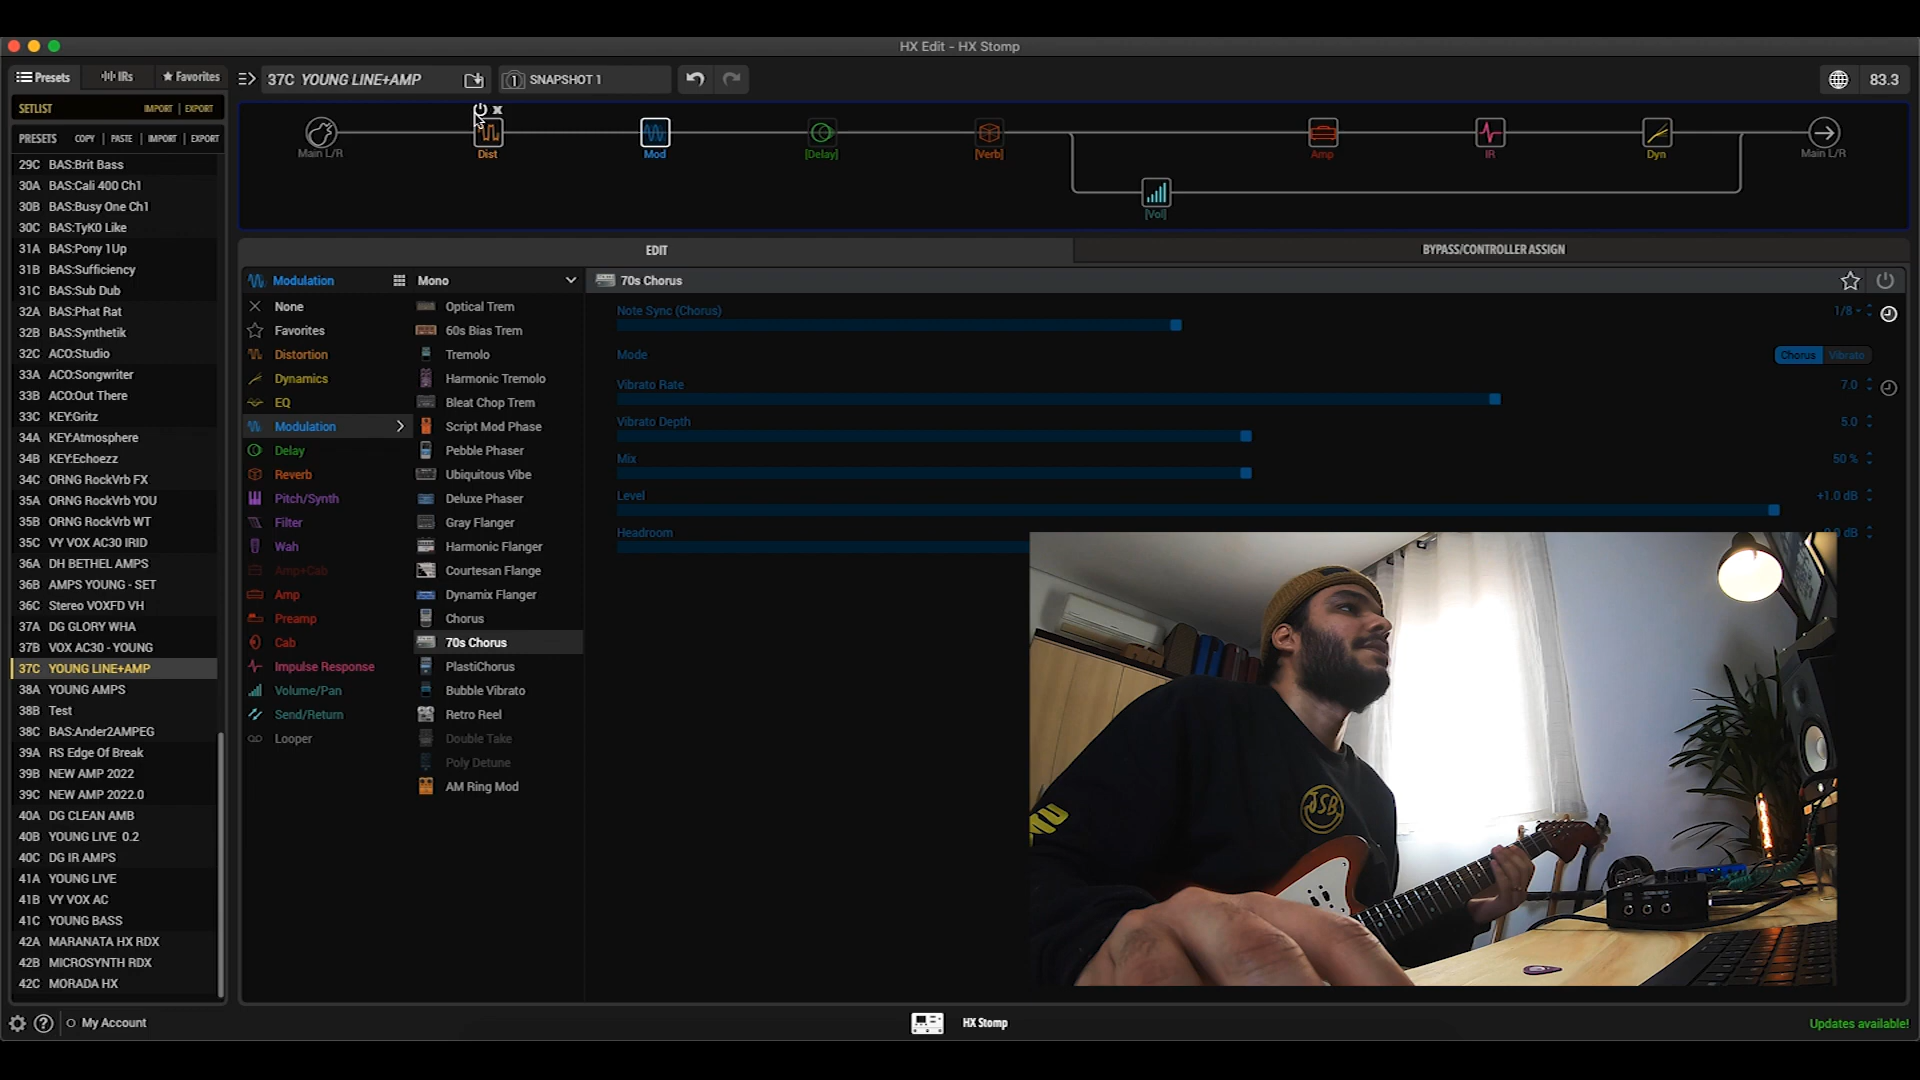 HX Edit - HX Stomp
Presets
IRs
Favorites
37C YOUNG LINE+AMP
1 SNAPSHOT 1
83.3
SETLIST IMPORT | EXPORT
PRESETS COPY | PASTE | IMPORT | EXPORT
29C BAS:Brit Bass
30A BAS:Cali 400 Ch1
30B BAS:Busy One Ch1
30C BAS:TyK0 Like
31A BAS:Pony 1Up
31B BAS:Sufficiency
31C BAS:Sub Dub
32A BAS:Phat Rat
32B BAS:Synthetik
32C ACO:Studio
33A ACO:Songwriter
33B ACO:Out There
33C KEY:Gritz
34A KEY:Atmosphere
34B KEY:Echoezz
34C ORNG RockVrb FX
35A ORNG RockVrb YOU
35B ORNG RockVrb WT
35C VY VOX AC30 IRID
36A DH BETHEL AMPS
36B AMPS YOUNG - SET
36C Stereo VOXFD VH
37A DG GLORY WHA
37B VOX AC30 - YOUNG
37C YOUNG LINE+AMP
38A YOUNG AMPS
38B Test
38C BAS:Ander2AMPEG
39A RS Edge Of Break
39B NEW AMP 2022
39C NEW AMP 2022.0
40A DG CLEAN AMB
40B YOUNG LIVE 0.2
40C DG IR AMPS
41A YOUNG LIVE
41B VY VOX AC
41C YOUNG BASS
42A MARANATA HX RDX
42B MICROSYNTH RDX
42C MORADA HX
Main L/R
Dist
Mod
[Delay]
[Verb]
Amp
IR
Dyn
Main L/R
[Vol]
EDIT
BYPASS/CONTROLLER ASSIGN
Modulation
None
Favorites
Distortion
Dynamics
EQ
Modulation
Delay
Reverb
Pitch/Synth
Filter
Wah
Amp+Cab
Amp
Preamp
Cab
Impulse Response
Volume/Pan
Send/Return
Looper
Mono
Optical Trem
60s Bias Trem
Tremolo
Harmonic Tremolo
Bleat Chop Trem
Script Mod Phase
Pebble Phaser
Ubiquitous Vibe
Deluxe Phaser
Gray Flanger
Harmonic Flanger
Courtesan Flange
Dynamix Flanger
Chorus
70s Chorus
PlastiChorus
Bubble Vibrato
Retro Reel
Double Take
Poly Detune
AM Ring Mod
70s Chorus
Note Sync (Chorus) 1/8
Mode Chorus Vibrato
Vibrato Rate 7.0
Vibrato Depth 5.0
Mix 50 %
Level +1.0 dB
Headroom dB
JSB
My Account
HX Stomp
Updates available!